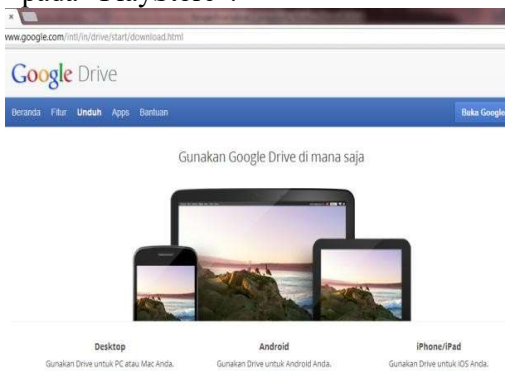 ×
www.google.com/intl/in/drive/start/download.html
Google Drive
Beranda Fitur Unduh Apps Bantuan Buka Google
Gunakan Google Drive di mana saja
Desktop Android iPhone/iPad
Gunakan Drive untuk PC atau Mac Anda. Gunakan Drive untuk Android Anda. Gunakan Drive untuk iOS Anda.